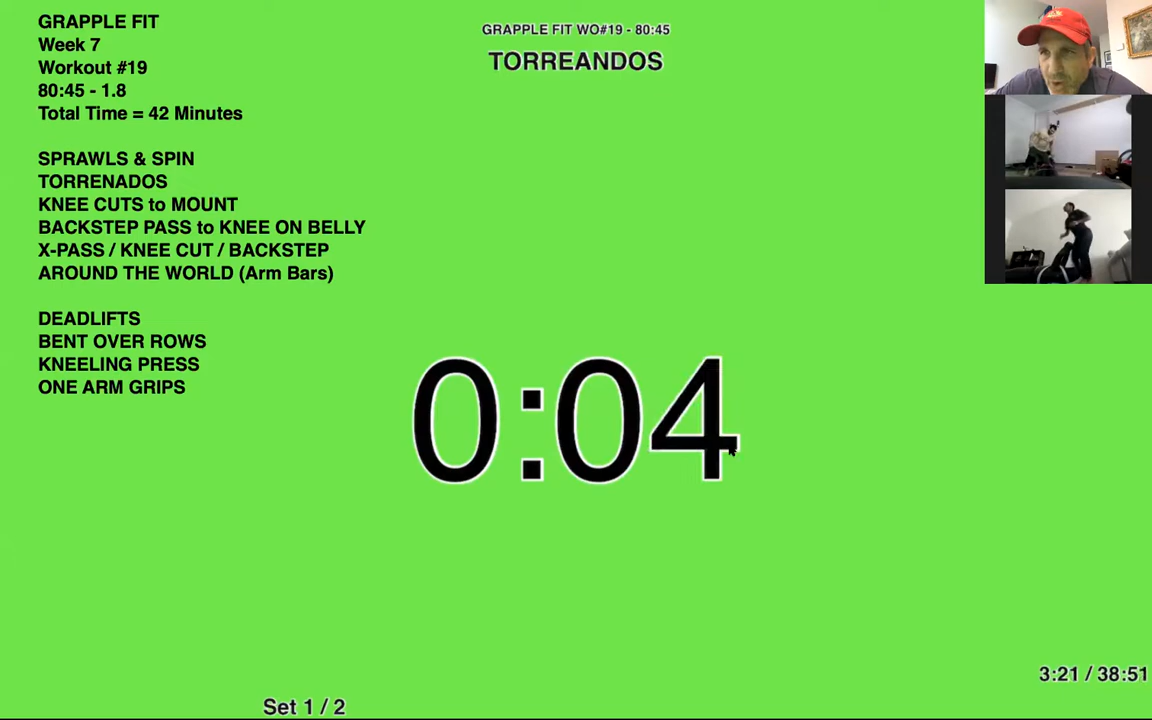 GRAPPLE FIT
Week 7
Workout #19
80:45 - 1.8
Total Time = 42 Minutes
SPRAWLS & SPIN
TORRENADOS
KNEE CUTS to MOUNT
BACKSTEP PASS to KNEE ON BELLY
X-PASS / KNEE CUT / BACKSTEP
AROUND THE WORLD (Arm Bars)
DEADLIFTS
BENT OVER ROWS
KNEELING PRESS
ONE ARM GRIPS
GRAPPLE FIT WO#19 - 80:45
TORREANDOS
0:04
3:21 / 38:51
Set 1 / 2